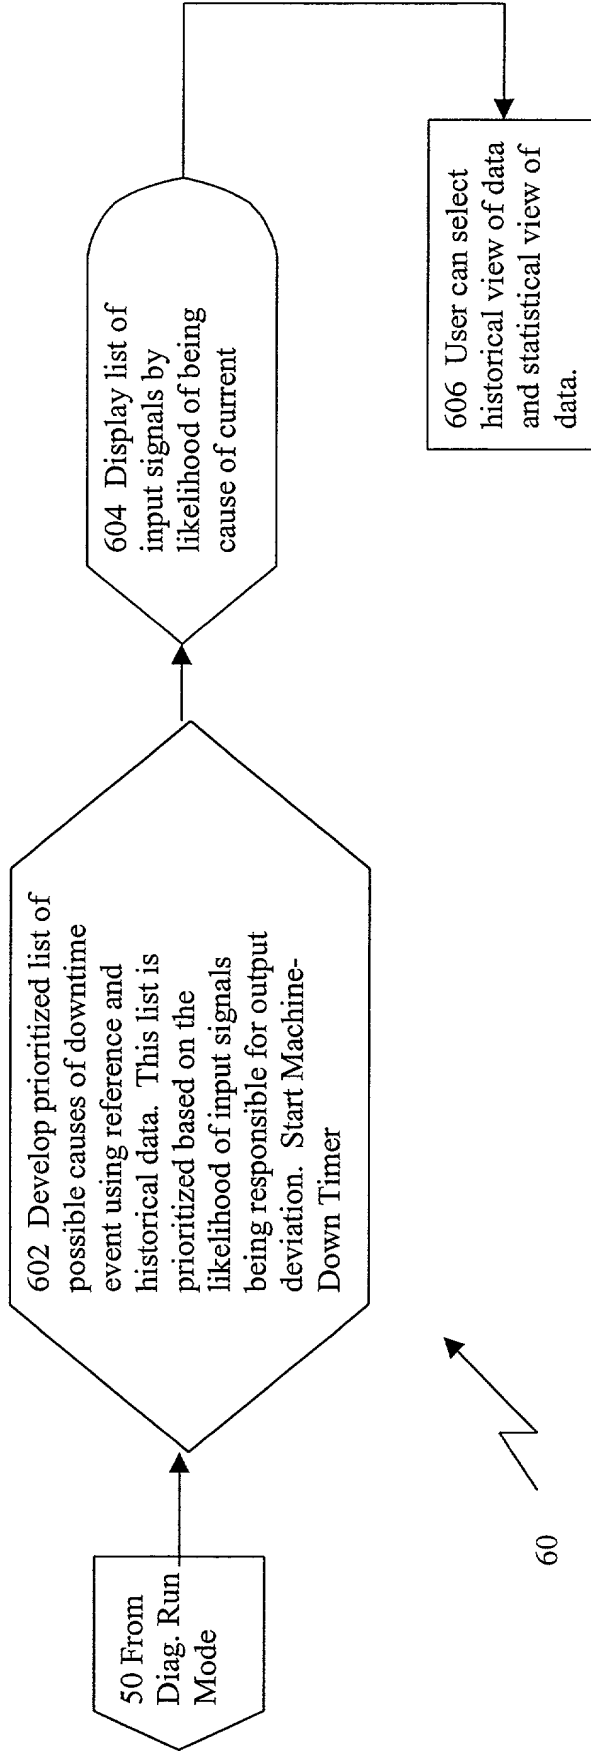 50 From
Diag. Run
Mode
602 Develop prioritized list of
possible causes of downtime
event using reference and
historical data. This list is
prioritized based on the
likelihood of input signals
being responsible for output
deviation. Start Machine-
Down Timer
604 Display list of
input signals by
likelihood of being
cause of current
606 User can select
historical view of data
and statistical view of
data.
60